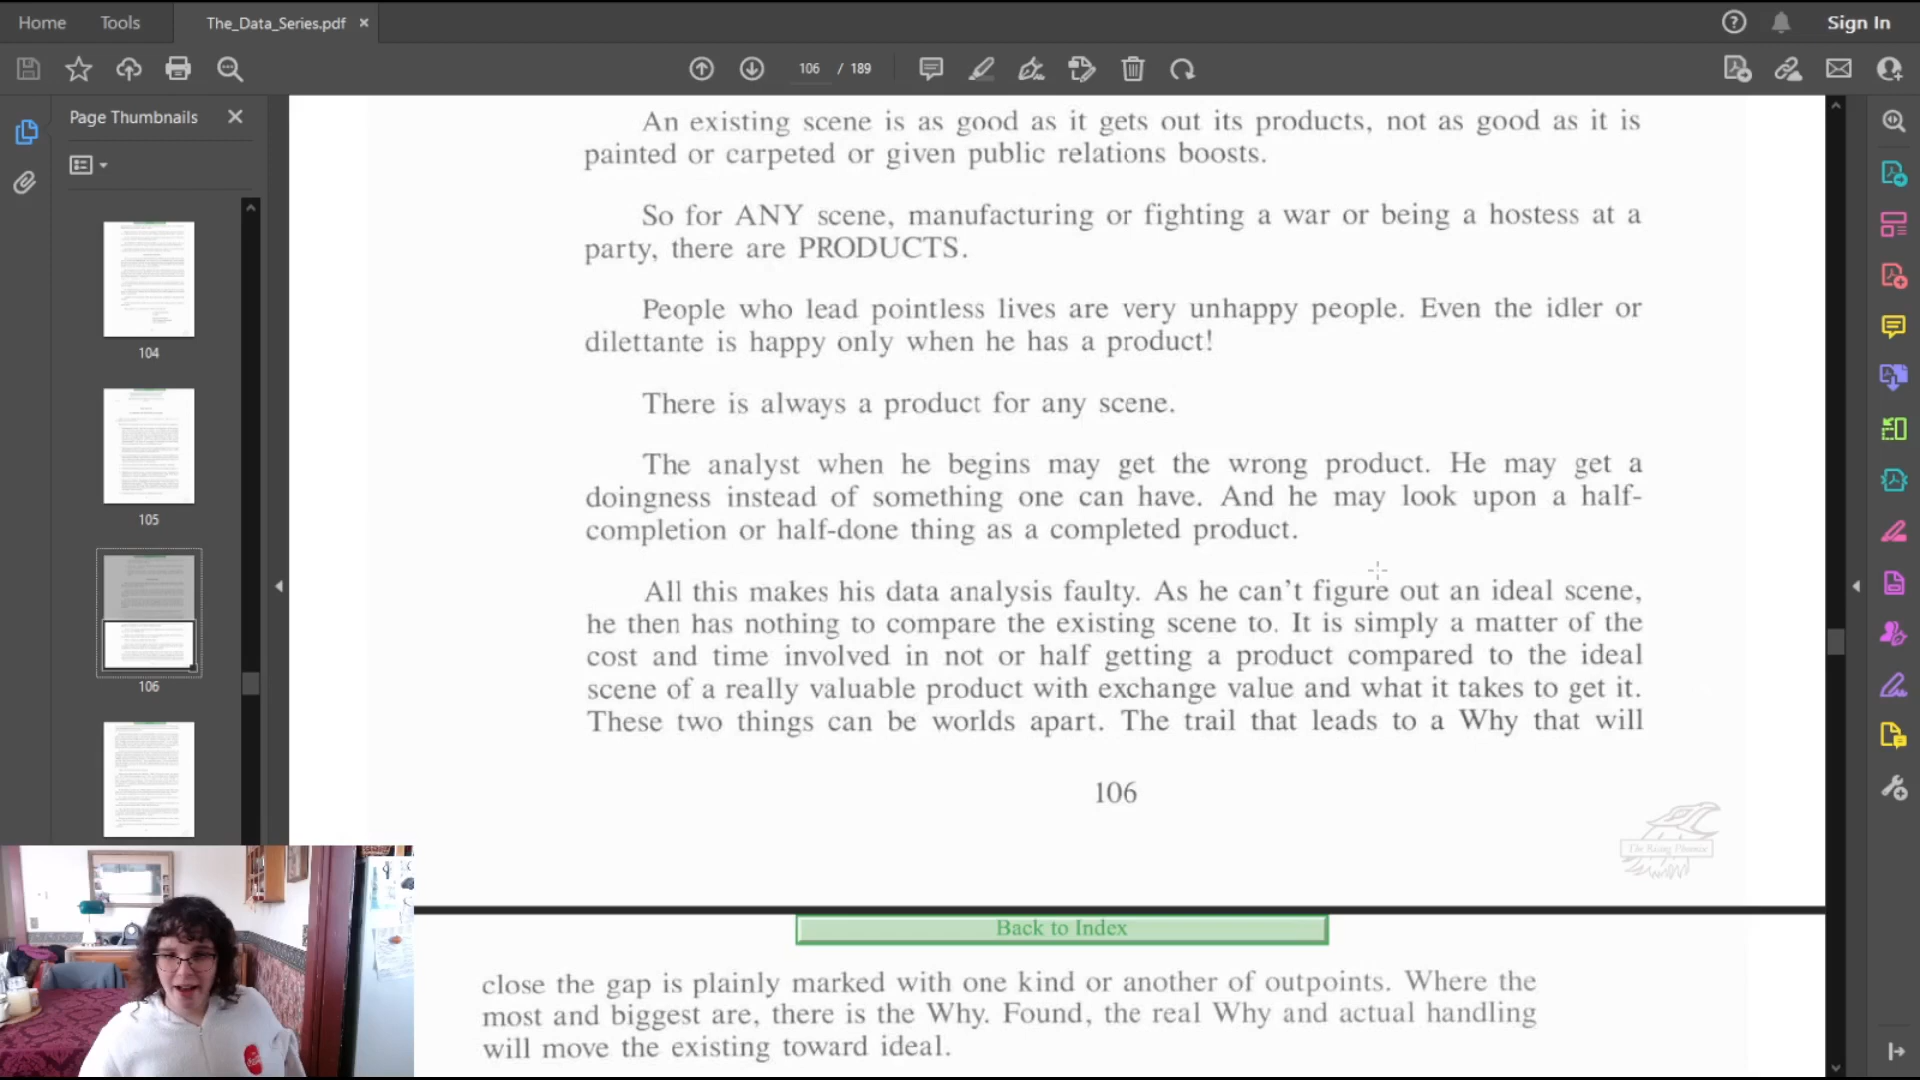 Home
Tools
The_Data_Series.pdf
Sign In
106 / 189
Page Thumbnails
104
105
106
An existing scene is as good as it gets out its products, not as good as it is
painted or carpeted or given public relations boosts.
So for ANY scene, manufacturing or fighting a war or being a hostess at a
party, there are PRODUCTS.
People who lead pointless lives are very unhappy people. Even the idler or
dilettante is happy only when he has a product!
There is always a product for any scene.
The analyst when he begins may get the wrong product. He may get a
doingness instead of something one can have. And he may look upon a half-
completion or half-done thing as a completed product.
All this makes his data analysis faulty. As he can't figure out an ideal scene,
he then has nothing to compare the existing scene to. It is simply a matter of the
cost and time involved in not or half getting a product compared to the ideal
scene of a really valuable product with exchange value and what it takes to get it.
These two things can be worlds apart. The trail that leads to a Why that will
106
The Rising Phoenix
Back to Index
close the gap is plainly marked with one kind or another of outpoints. Where the
most and biggest are, there is the Why. Found, the real Why and actual handling
will move the existing toward ideal.